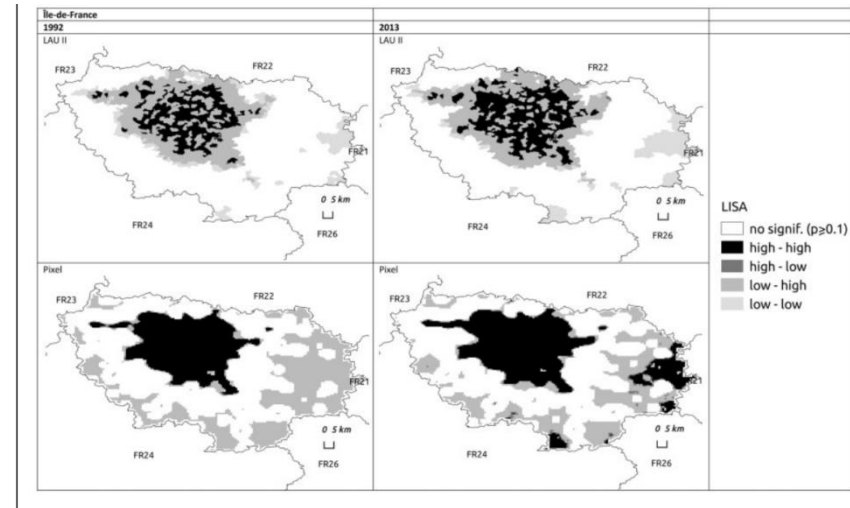 Île-de-France
1992
2013
LAU II
LAU II
FR23
FR22
FR21
0 5 km
FR24
FR26
FR23
FR22
FR21
0 5 km
FR24
FR26
Pixel
Pixel
FR23
FR22
FR21
0 5 km
FR24
FR26
FR23
FR22
FR21
0 5 km
FR24
FR26
LISA
no signif. (p≥0.1)
high - high
high - low
low - high
low - low